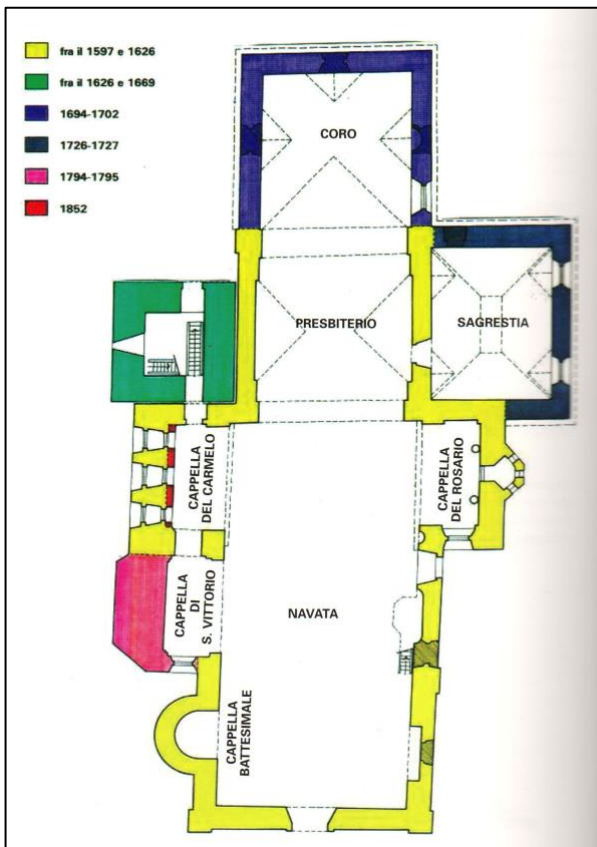 fra il 1597 e 1626
fra il 1626 e 1669
1694-1702
1726-1727
1794-1795
1852
CORO
PRESBITERIO
SAGRESTIA
CAPPELLA
DEL CARMELO
CAPPELLA
DEL ROSARIO
CAPPELLA
DI
S. VITTORIO
NAVATA
CAPPELLA
BATTESIMALE